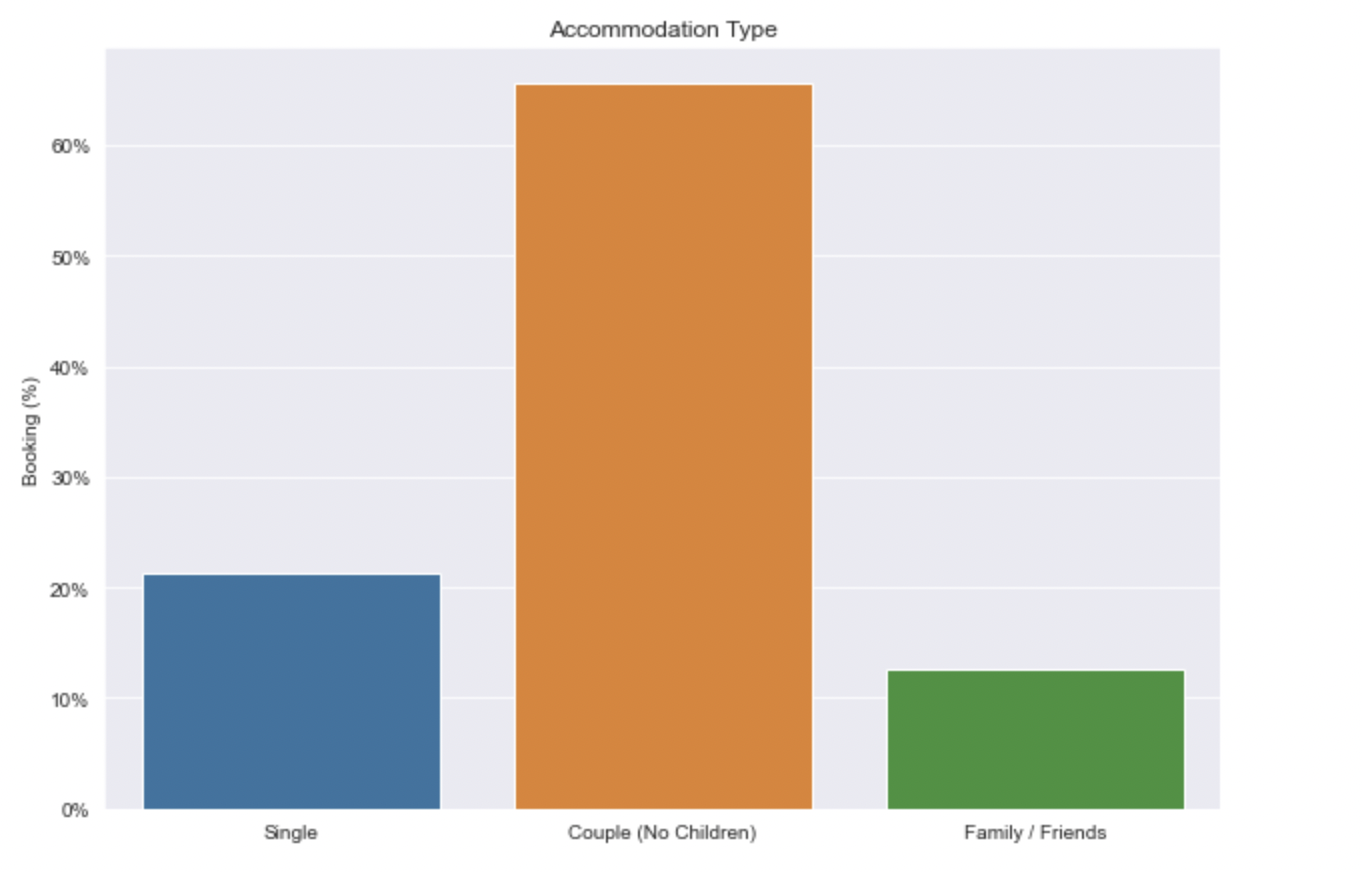 Accommodation Type
Booking (%)
60%
50%
40%
30%
20%
10%
0%
Single
Couple (No Children)
Family / Friends